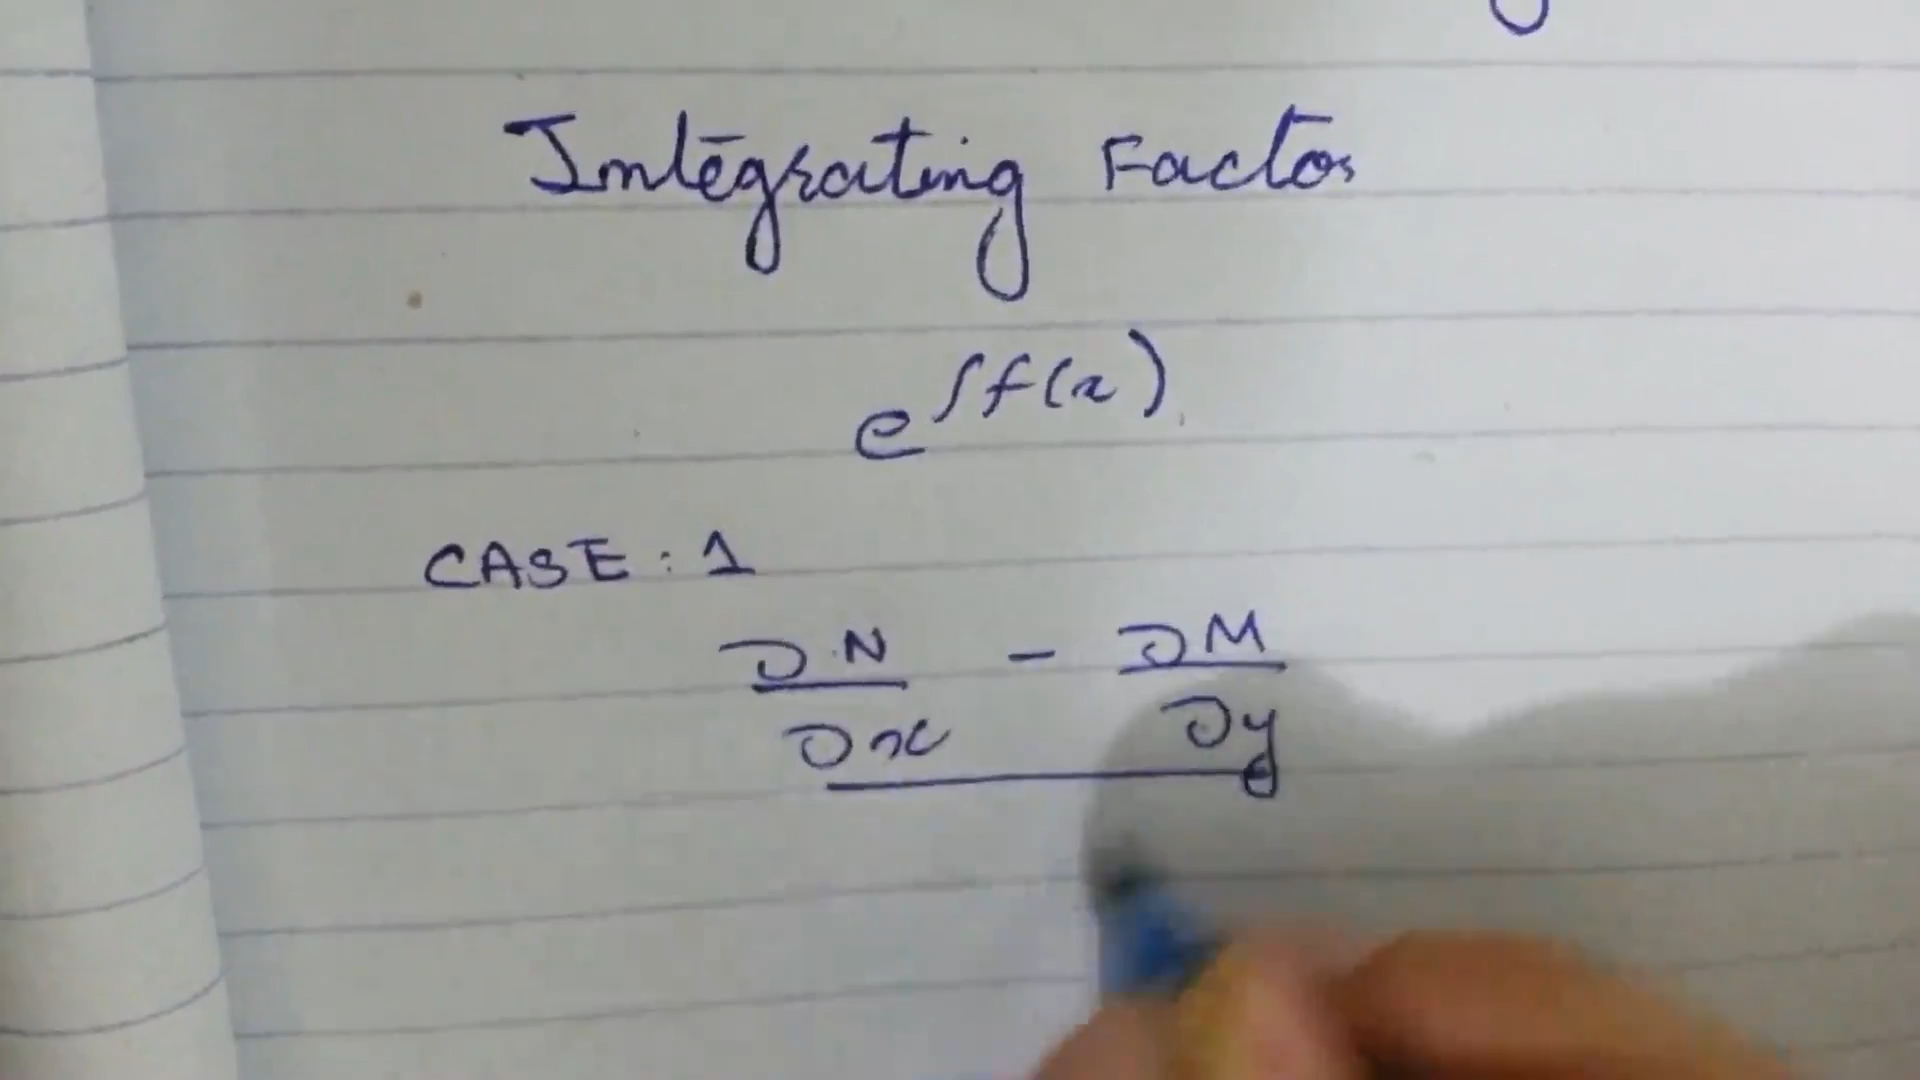 Integrating Factor
e^∫f(x)
CASE : 1
∂N/∂x - ∂M/∂y